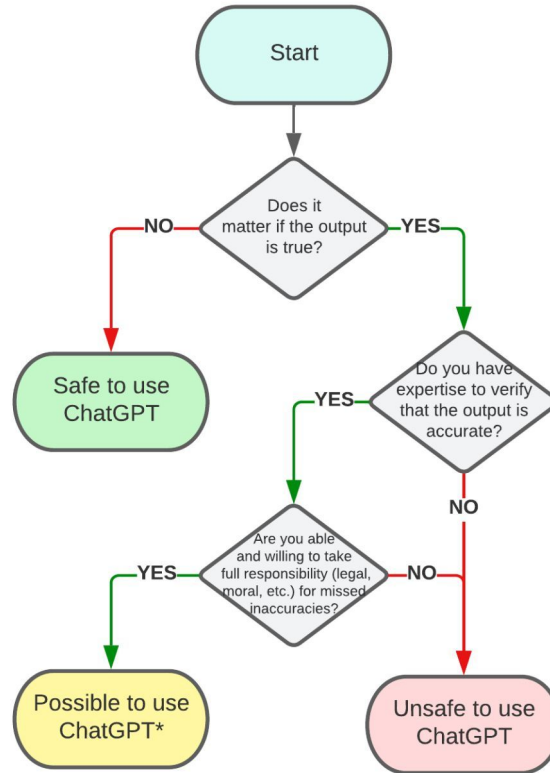 Start
Does it
matter if the output
is true?
NO
YES
Safe to use
ChatGPT
Do you have
expertise to verify
that the output is
accurate?
YES
NO
Are you able
and willing to take
full responsibility (legal,
moral, etc.) for missed
inaccuracies?
YES
NO
Possible to use
ChatGPT*
Unsafe to use
ChatGPT